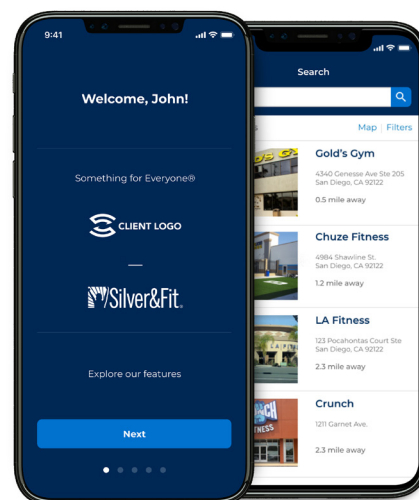 9:41
Welcome, John!
Something for Everyone®
CLIENT LOGO
Silver&Fit.
Explore our features
Next
Search
Map | Filters
Gold's Gym
4340 Genesse Ave Ste 205
San Diego, CA 92122
0.5 mile away
Chuze Fitness
4984 Shawline St.
San Diego, CA 92122
1.2 mile away
LA Fitness
123 Pocahontas Court Ste
San Diego, CA 92122
2.3 mile away
Crunch
1211 Garnet Ave.
2.3 mile away